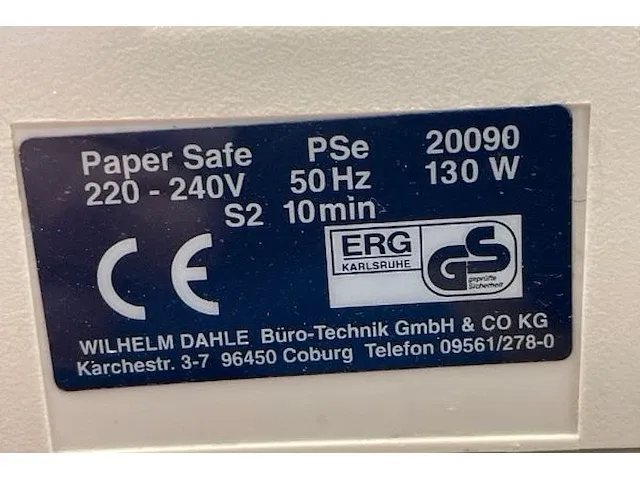 Paper Safe PSe 20090
220 - 240V 50 Hz 130 W
S2 10 min
CE
ERG
KARLSRUHE
GS
geprüfte
Sicherheit
WILHELM DAHLE Büro-Technik GmbH & CO KG
Karchestr. 3-7 96450 Coburg Telefon 09561/278-0